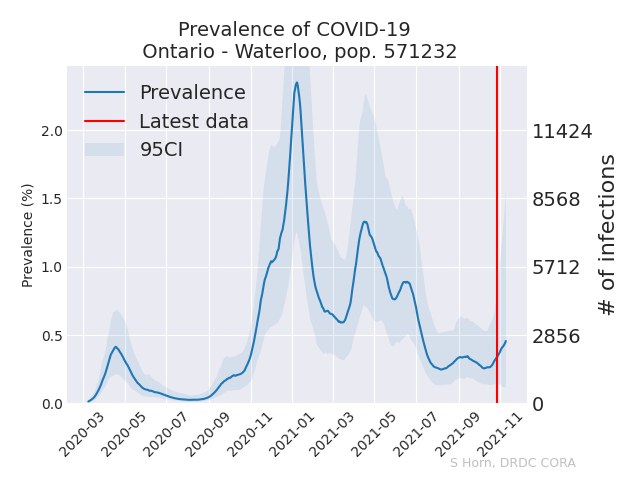 Prevalence of COVID-19
Ontario - Waterloo, pop. 571232
Prevalence
Latest data
95CI
Prevalence (%)
2.0
1.5
1.0
0.5
0.0
11424
8568
5712
2856
0
# of infections
2020-03
2020-05
2020-07
2020-09
2020-11
2021-01
2021-03
2021-05
2021-07
2021-09
2021-11
S Horn, DRDC CORA